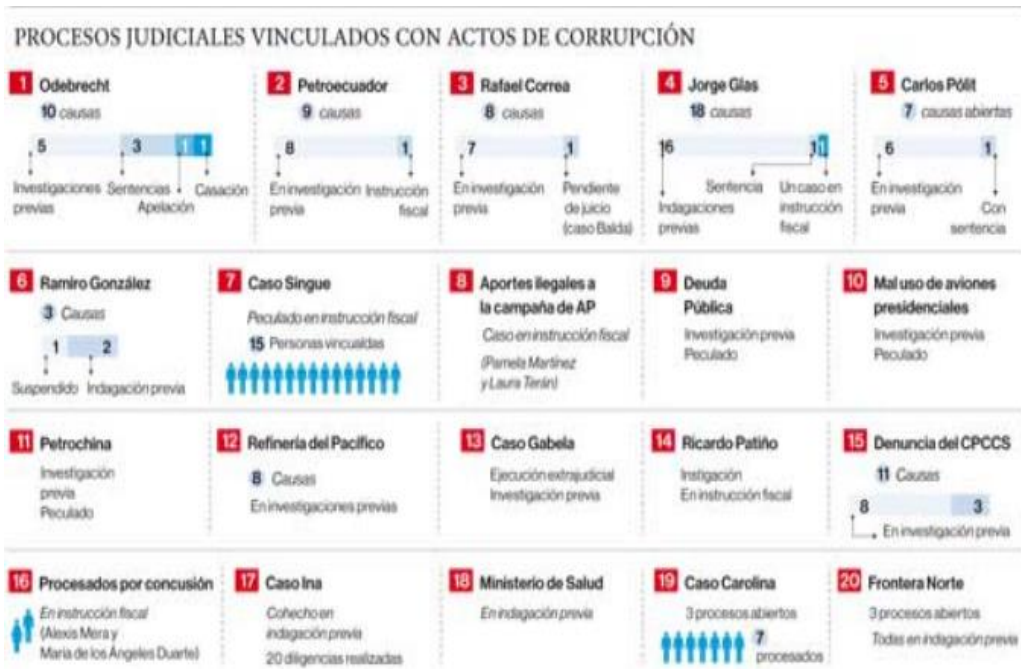 PROCESOS JUDICIALES VINCULADOS CON ACTOS DE CORRUPCIÓN
1 Odebrecht
10 causas
5 3 1 1
Investigaciones previas
Sentencias
Apelación
Casación
2 Petroecuador
9 causas
8 1
En investigación previa
Instrucción fiscal
3 Rafael Correa
8 causas
7 1
En investigación previa
Pendiente de juicio (caso Balda)
4 Jorge Glas
18 causas
16 1 1
Indagaciones previas
Sentencia
Un caso en instrucción fiscal
5 Carlos Pólit
7 causas abiertas
6 1
En investigación previa
Con sentencia
6 Ramiro González
3 Causas
1 2
Suspendido
Indagación previa
7 Caso Singue
Peculado en instrucción fiscal
15 Personas vincualdas
8 Aportes ilegales a
la campaña de AP
Caso en instrucción fiscal
(Pamela Martínez
y Laura Terán)
9 Deuda
Pública
Investigación previa
Peculado
10 Mal uso de aviones
presidenciales
Investigación previa
Peculado
11 Petrochina
Investigación
previa
Peculado
12 Refinería del Pacífico
8 Causas
En investigaciones previas
13 Caso Gabela
Ejecución extrajudicial
Investigación previa
14 Ricardo Patiño
Instigación
En instrucción fiscal
15 Denuncia del CPCCS
11 Causas
8 3
En investigación previa
16 Procesados por concusión
En instrucción fiscal
(Alexis Mera y
María de los Ángeles Duarte)
17 Caso Ina
Cohecho en
indagación previa
20 diligencias realizadas
18 Ministerio de Salud
En indagación previa
19 Caso Carolina
3 procesos abiertos
7
procesados
20 Frontera Norte
3 procesos abiertos
Todas en indagación previa